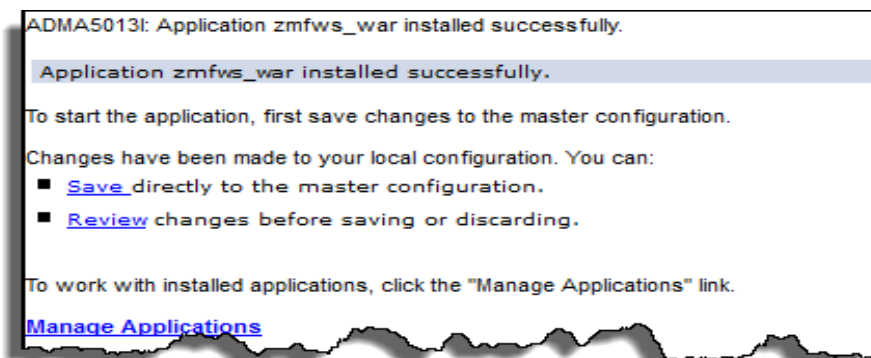 ADMA5013I: Application zmfws_war installed successfully.
Application zmfws_war installed successfully.
To start the application, first save changes to the master configuration.
Changes have been made to your local configuration. You can:
Save directly to the master configuration.
Review changes before saving or discarding.
To work with installed applications, click the "Manage Applications" link.
Manage Applications